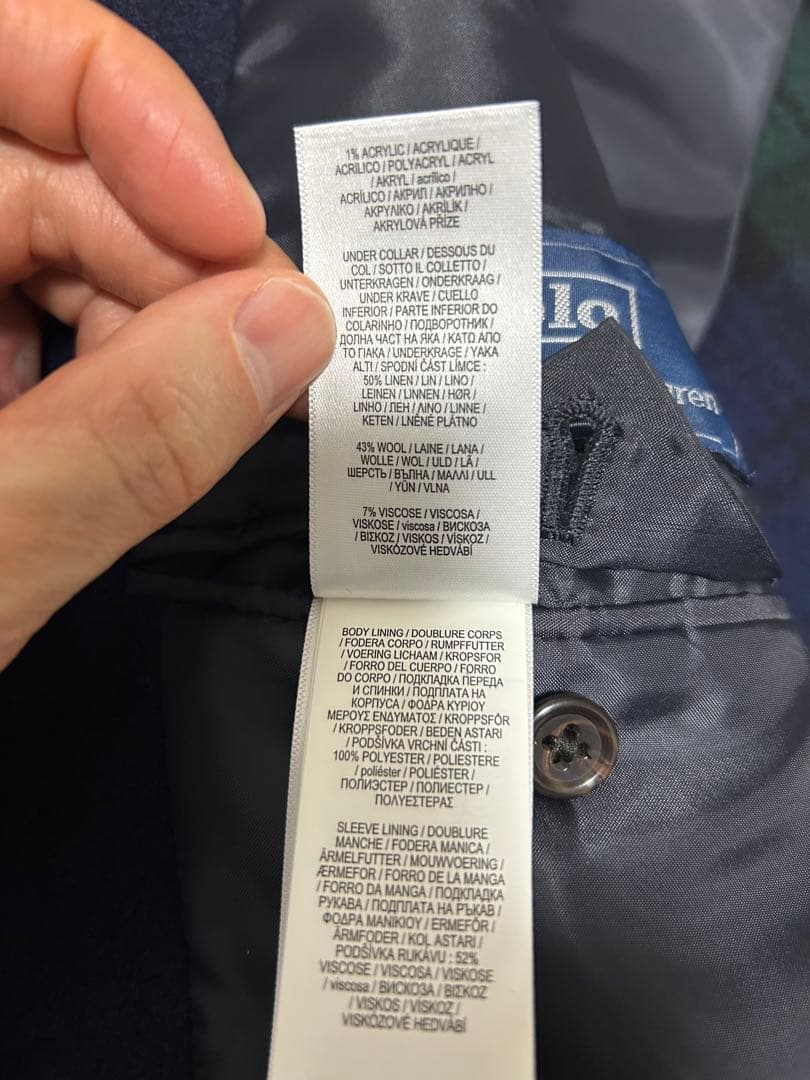 1% ACRYLIC / ACRYLIQUE /
ACRILICO / POLYACRYL / ACRYL
/ AKRYL / acrílico /
ACRÍLICO / АКРИЛ / АКРИЛНО /
ΑΚΡΥΛΙΚΟ / AKRİLİK /
AKRYLOVÁ PŘÍZE
UNDER COLLAR / DESSOUS DU
COL / SOTTO IL COLLETTO /
UNTERKRAGEN / ONDERKRAAG /
UNDER KRAVE / CUELLO
INFERIOR / PARTE INFERIOR DO
COLARINHO / ПОДВОРОТНИК /
ДОЛНА ЧАСТ НА ЯКА / ΚΑΤΩ ΑΠΟ
ΤΟ ΓΙΑΚΑ / UNDERKRAGE / YAKA
ALTI / SPODNÍ ČÁST LÍMCE :
50% LINEN / LIN / LINO /
LEINEN / LINNEN / HØR /
LINHO / ЛЕН / ΛΙΝΟ / LINNE /
KETEN / LNĚNÉ PLÁTNO
43% WOOL / LAINE / LANA /
WOLLE / WOL / ULD / LÃ /
ШЕРСТЬ / ВЪЛНА / ΜΑΛΛΙ / ULL
/ YÜN / VLNA
7% VISCOSE / VISCOSA /
VISKOSE / viscosa / ВИСКОЗА
/ ΒΙΣΚΟΖ / VISKOS / VİSKOZ /
VISKÓZOVÉ HEDVÁBÍ
olo
uren
BODY LINING / DOUBLURE CORPS
/ FODERA CORPO / RUMPFFUTTER
/ VOERING LICHAAM / KROPSFOR
/ FORRO DEL CUERPO / FORRO
DO CORPO / ПОДКЛАДКА ПЕРЕДА
И СПИНКИ / ПОДПЛАТА НА
КОРПУСА / ΦΟΔΡΑ ΚΥΡΙΟΥ
ΜΕΡΟΥΣ ΕΝΔΥΜΑΤΟΣ / KROPPSFÔR
/ KROPPSFODER / BEDEN ASTARI
/ PODŠÍVKA VRCHNÍ ČÁSTI :
100% POLYESTER / POLIESTERE
/ poliéster / POLIÉSTER /
ПОЛИЭСТЕР / ПОЛИЕСТЕР /
ΠΟΛΥΕΣΤΕΡΑΣ
SLEEVE LINING / DOUBLURE
MANCHE / FODERA MANICA /
ÄRMELFUTTER / MOUWVOERING /
ÆRMEFOR / FORRO DE LA MANGA
/ FORRO DA MANGA / ПОДКЛАДКА
РУКАВА / ПОДПЛАТА НА РЪКАВ /
ΦΟΔΡΑ ΜΑΝΙΚΙΟΥ / ERMEFÔR /
ÄRMFODER / KOL ASTARI /
PODŠÍVKA RUKÁVU : 52%
VISCOSE / VISCOSA / VISKOSE
/ viscosa / ВИСКОЗА / ΒΙΣΚΟΖ
/ VISKOS / VİSKOZ /
VISKÓZOVÉ HEDVÁBÍ